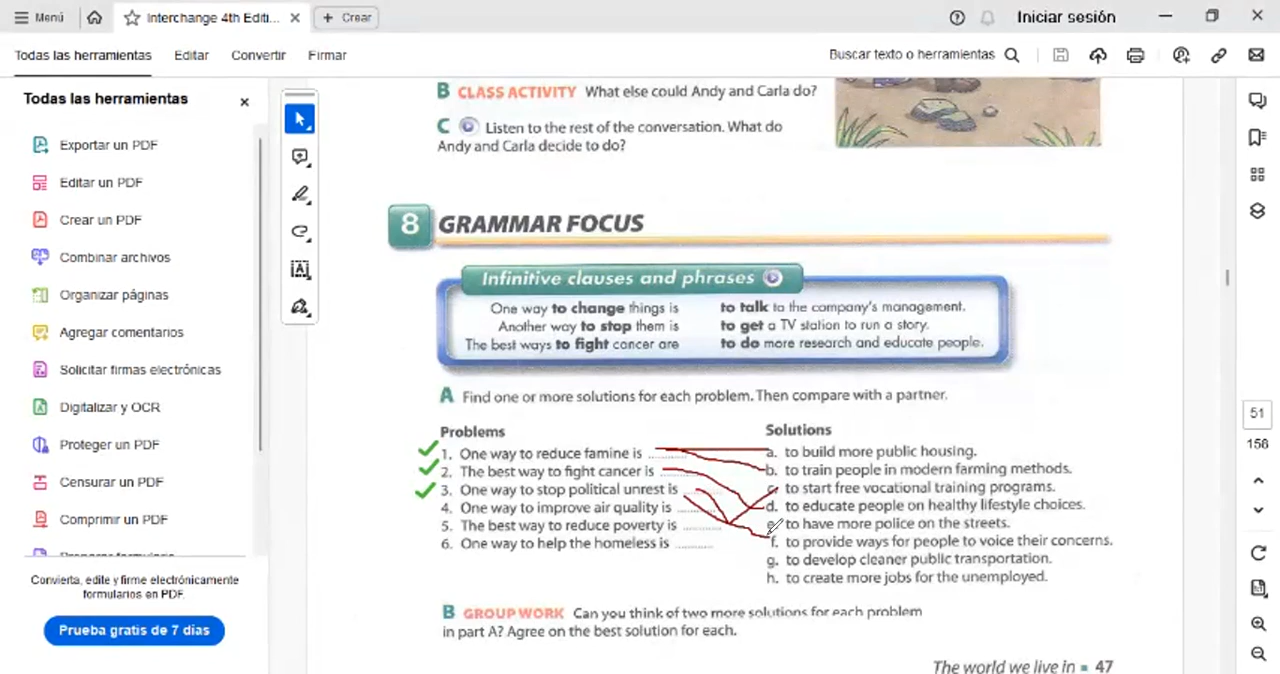 Menú
Interchange 4th Editi...
Crear
Iniciar sesión
Todas las herramientas
Editar
Convertir
Firmar
Buscar texto o herramientas
Todas las herramientas
Exportar un PDF
Editar un PDF
Crear un PDF
Combinar archivos
Organizar páginas
Agregar comentarios
Solicitar firmas electrónicas
Digitalizar y OCR
Proteger un PDF
Censurar un PDF
Comprimir un PDF
Convierta, edite y firme electrónicamente
formularios en PDF.
Prueba gratis de 7 días
B CLASS ACTIVITY What else could Andy and Carla do?
C Listen to the rest of the conversation. What do
Andy and Carla decide to do?
8 GRAMMAR FOCUS
Infinitive clauses and phrases
One way to change things is to talk to the company's management.
Another way to stop them is to get a TV station to run a story.
The best ways to fight cancer are to do more research and educate people.
A Find one or more solutions for each problem. Then compare with a partner.
Problems
1. One way to reduce famine is ........
2. The best way to fight cancer is ........
3. One way to stop political unrest is ........
4. One way to improve air quality is ........
5. The best way to reduce poverty is ........
6. One way to help the homeless is ........
Solutions
a. to build more public housing.
b. to train people in modern farming methods.
c. to start free vocational training programs.
d. to educate people on healthy lifestyle choices.
e. to have more police on the streets.
f. to provide ways for people to voice their concerns.
g. to develop cleaner public transportation.
h. to create more jobs for the unemployed.
B GROUP WORK Can you think of two more solutions for each problem
in part A? Agree on the best solution for each.
The world we live in ▪ 47
51
156